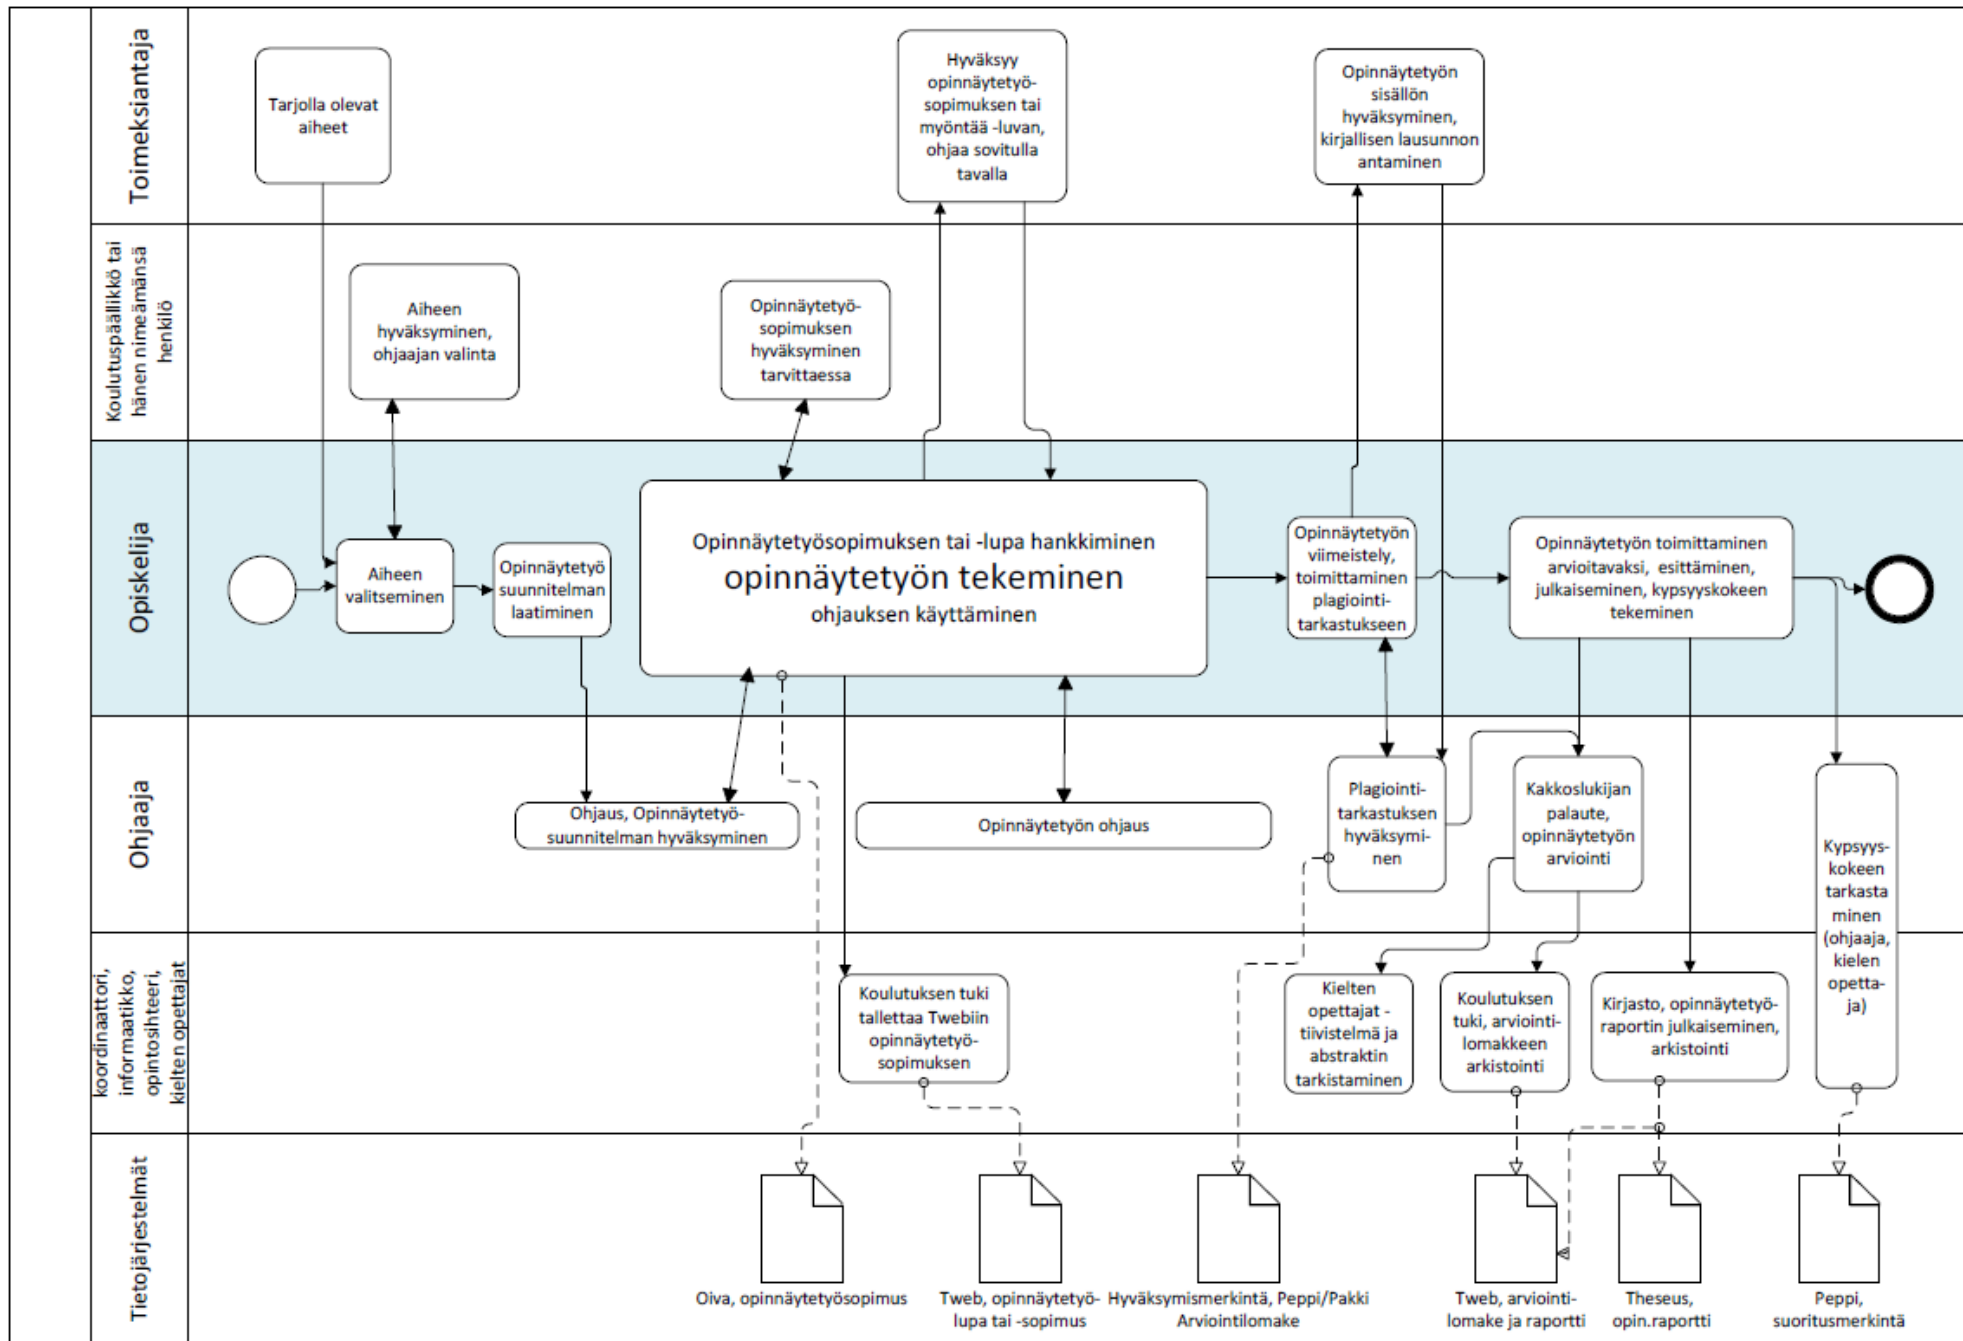 Toimeksiantaja
Tarjolla olevat
aiheet
Hyväksyy
opinnäytetyö-
sopimuksen tai
myöntää -luvan,
ohjaa sovitulla
tavalla
Opinnäytetyön
sisällön
hyväksyminen,
kirjallisen lausunnon
antaminen
Koulutuspäällikkö tai
hänen nimeämänsä
henkilö
Aiheen
hyväksyminen,
ohjaajan valinta
Opinnäytetyö-
sopimuksen
hyväksyminen
tarvittaessa
Opiskelija
Aiheen
valitseminen
Opinnäytetyö
suunnitelman
laatiminen
Opinnäytetyösopimuksen tai -lupa hankkiminen
opinnäytetyön tekeminen
ohjauksen käyttäminen
Opinnäytetyön
viimeistely,
toimittaminen
plagiointi-
tarkastukseen
Opinnäytetyön toimittaminen
arvioitavaksi, esittäminen,
julkaiseminen, kypsyyskokeen
tekeminen
Ohjaaja
Ohjaus, Opinnäytetyö-
suunnitelman hyväksyminen
Opinnäytetyön ohjaus
Plagiointi-
tarkastuksen
hyväksymi-
nen
Kakkoslukijan
palaute,
opinnäytetyön
arviointi
Kypsyys-
kokeen
tarkasta
minen
(ohjaaja,
kielen
opetta-
ja)
koordinaattori,
informaatikko,
opintosihteeri,
kielten opettajat
Koulutuksen tuki
tallettaa Twebiin
opinnäytetyö-
sopimuksen
Kielten
opettajat -
tiivistelmä ja
abstraktin
tarkistaminen
Koulutuksen
tuki, arviointi-
lomakkeen
arkistointi
Kirjasto, opinnäytetyö-
raportin julkaiseminen,
arkistointi
Tietojärjestelmät
Oiva, opinnäytetyösopimus
Tweb, opinnäytetyö-
lupa tai -sopimus
Hyväksymismerkintä, Peppi/Pakki
Arviointilomake
Tweb, arviointi-
lomake ja raportti
Theseus,
opin.raportti
Peppi,
suoritusmerkintä